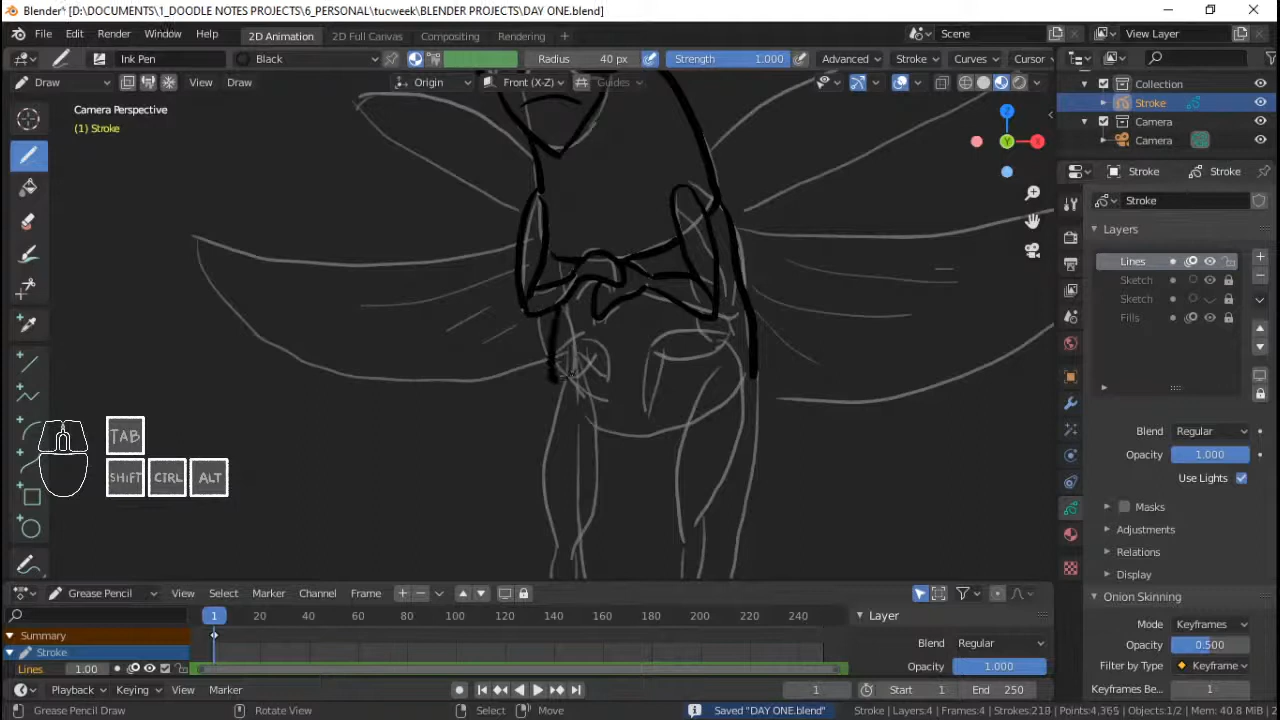 Blender* [D:\DOCUMENTS\1_DOODLE NOTES PROJECTS\6_PERSONAL\tucweek\BLENDER PROJECTS\DAY ONE.blend]
File Edit Render Window Help 2D Animation 2D Full Canvas Compositing Rendering Scene View Layer
Ink Pen Black Radius 40 px Strength 1.000 Advanced Stroke Curves Cursor
Draw View Draw Origin Front (X-Z) Guides
Camera Perspective
(1) Stroke
X
Y
Z
Collection
Stroke
Camera
Camera
Stroke Stroke
Stroke
Layers
Lines
Sketch
Sketch
Fills
Blend Regular
Opacity 1.000
Use Lights
Masks
Adjustments
Relations
Display
Onion Skinning
Mode Keyframes
Opacity 0.500
Filter by Type Keyframe
Keyframes Be... 1
TAB
SHIFT CTRL ALT
Grease Pencil View Select Marker Channel Frame
1 20 40 60 80 100 120 140 160 180 200 220 240
Summary
Stroke
Lines 1.00
Layer
Blend Regular
Opacity 1.000
Playback Keying View Marker 1 Start 1 End 250
Grease Pencil Draw Rotate View Select Move Saved "DAY ONE.blend" Stroke | Layers:4 | Frames:4 | Strokes:218 | Points:4,365 | Objects:1/2 | Mem: 40.8 MiB | 2